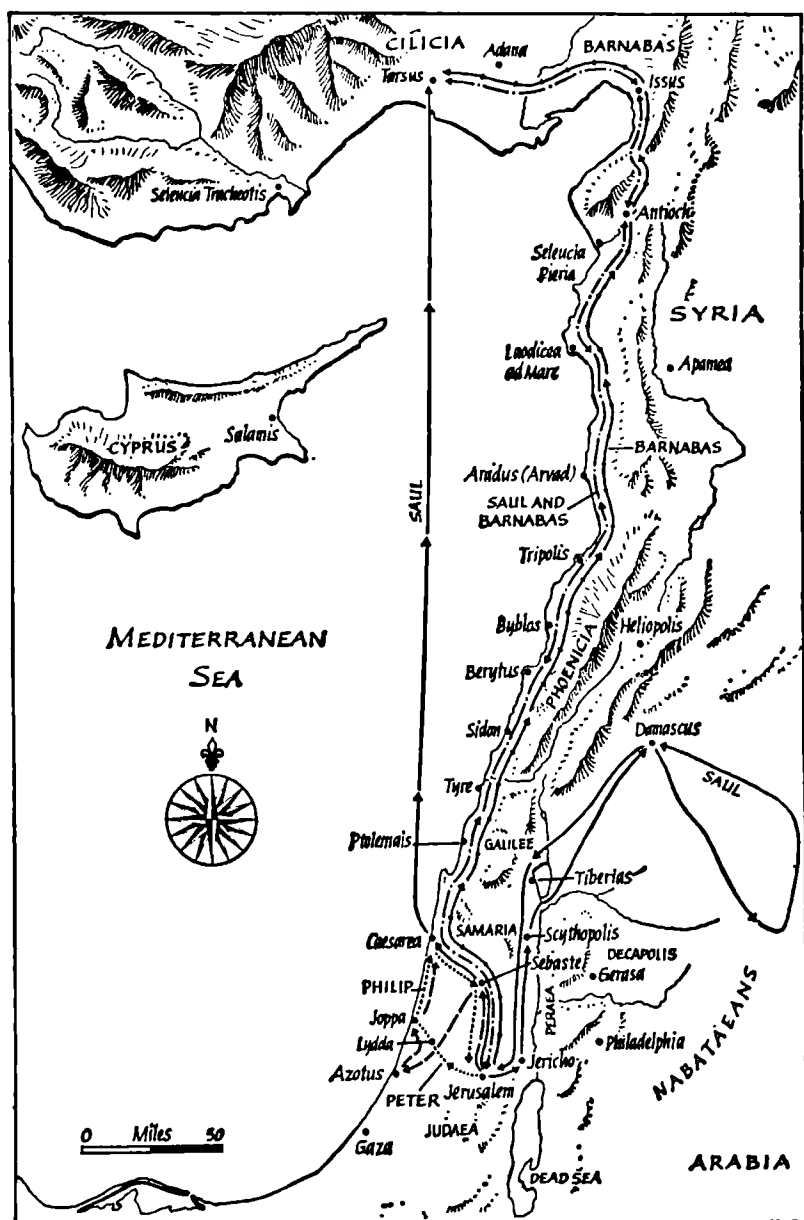 CILICIA
Adana
BARNABAS
Tarsus
Issus
Seleucia Tracheotis
Antioch
Seleucia
Pieria
SYRIA
Laodicea
ad Mare
Apamea
CYPRUS
Salamis
BARNABAS
Aradus (Arvad)
SAUL AND
BARNABAS
SAUL
Tripolis
Byblas
Heliopolis
PHOENICIA
MEDITERRANEAN
SEA
Berytus
N
Sidon
Damascus
Tyre
SAUL
Ptolemais
GALILEE
Tiberias
SAMARIA
Caesarea
Scythopolis
DECAPOLIS
Sebaste
Gerasa
PHILIP
PERAEA
Joppa
NABATAEANS
Lydda
Philadelphia
Azotus
Jericho
PETER
Jerusalem
0 Miles 50
JUDAEA
Gaza
DEAD SEA
ARABIA